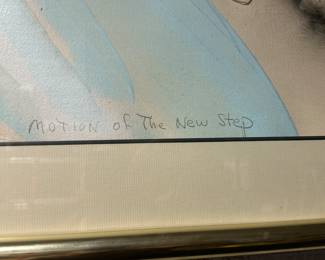 MOTION of The New Step